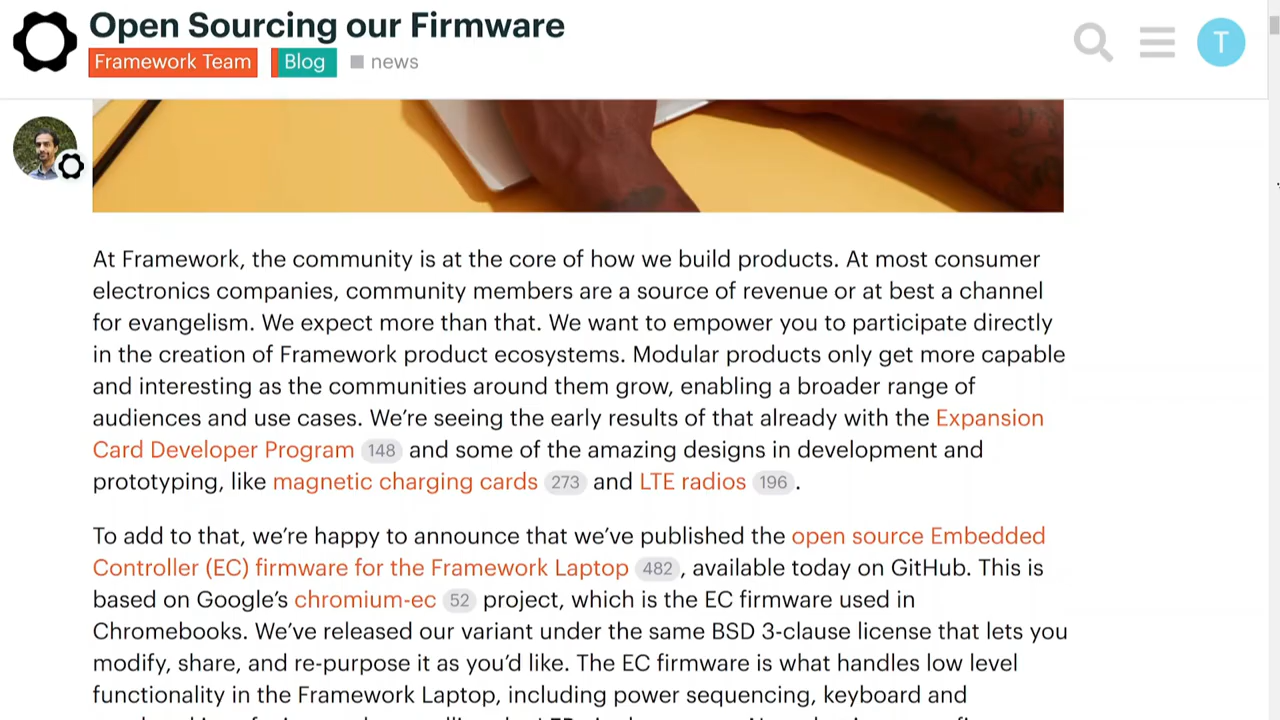 Open Sourcing our Firmware
Framework Team Blog news
T
At Framework, the community is at the core of how we build products. At most consumer
electronics companies, community members are a source of revenue or at best a channel
for evangelism. We expect more than that. We want to empower you to participate directly
in the creation of Framework product ecosystems. Modular products only get more capable
and interesting as the communities around them grow, enabling a broader range of
audiences and use cases. We’re seeing the early results of that already with the Expansion
Card Developer Program 148 and some of the amazing designs in development and
prototyping, like magnetic charging cards 273 and LTE radios 196 .
To add to that, we’re happy to announce that we’ve published the open source Embedded
Controller (EC) firmware for the Framework Laptop 482 , available today on GitHub. This is
based on Google’s chromium-ec 52 project, which is the EC firmware used in
Chromebooks. We’ve released our variant under the same BSD 3-clause license that lets you
modify, share, and re-purpose it as you’d like. The EC firmware is what handles low level
functionality in the Framework Laptop, including power sequencing, keyboard and